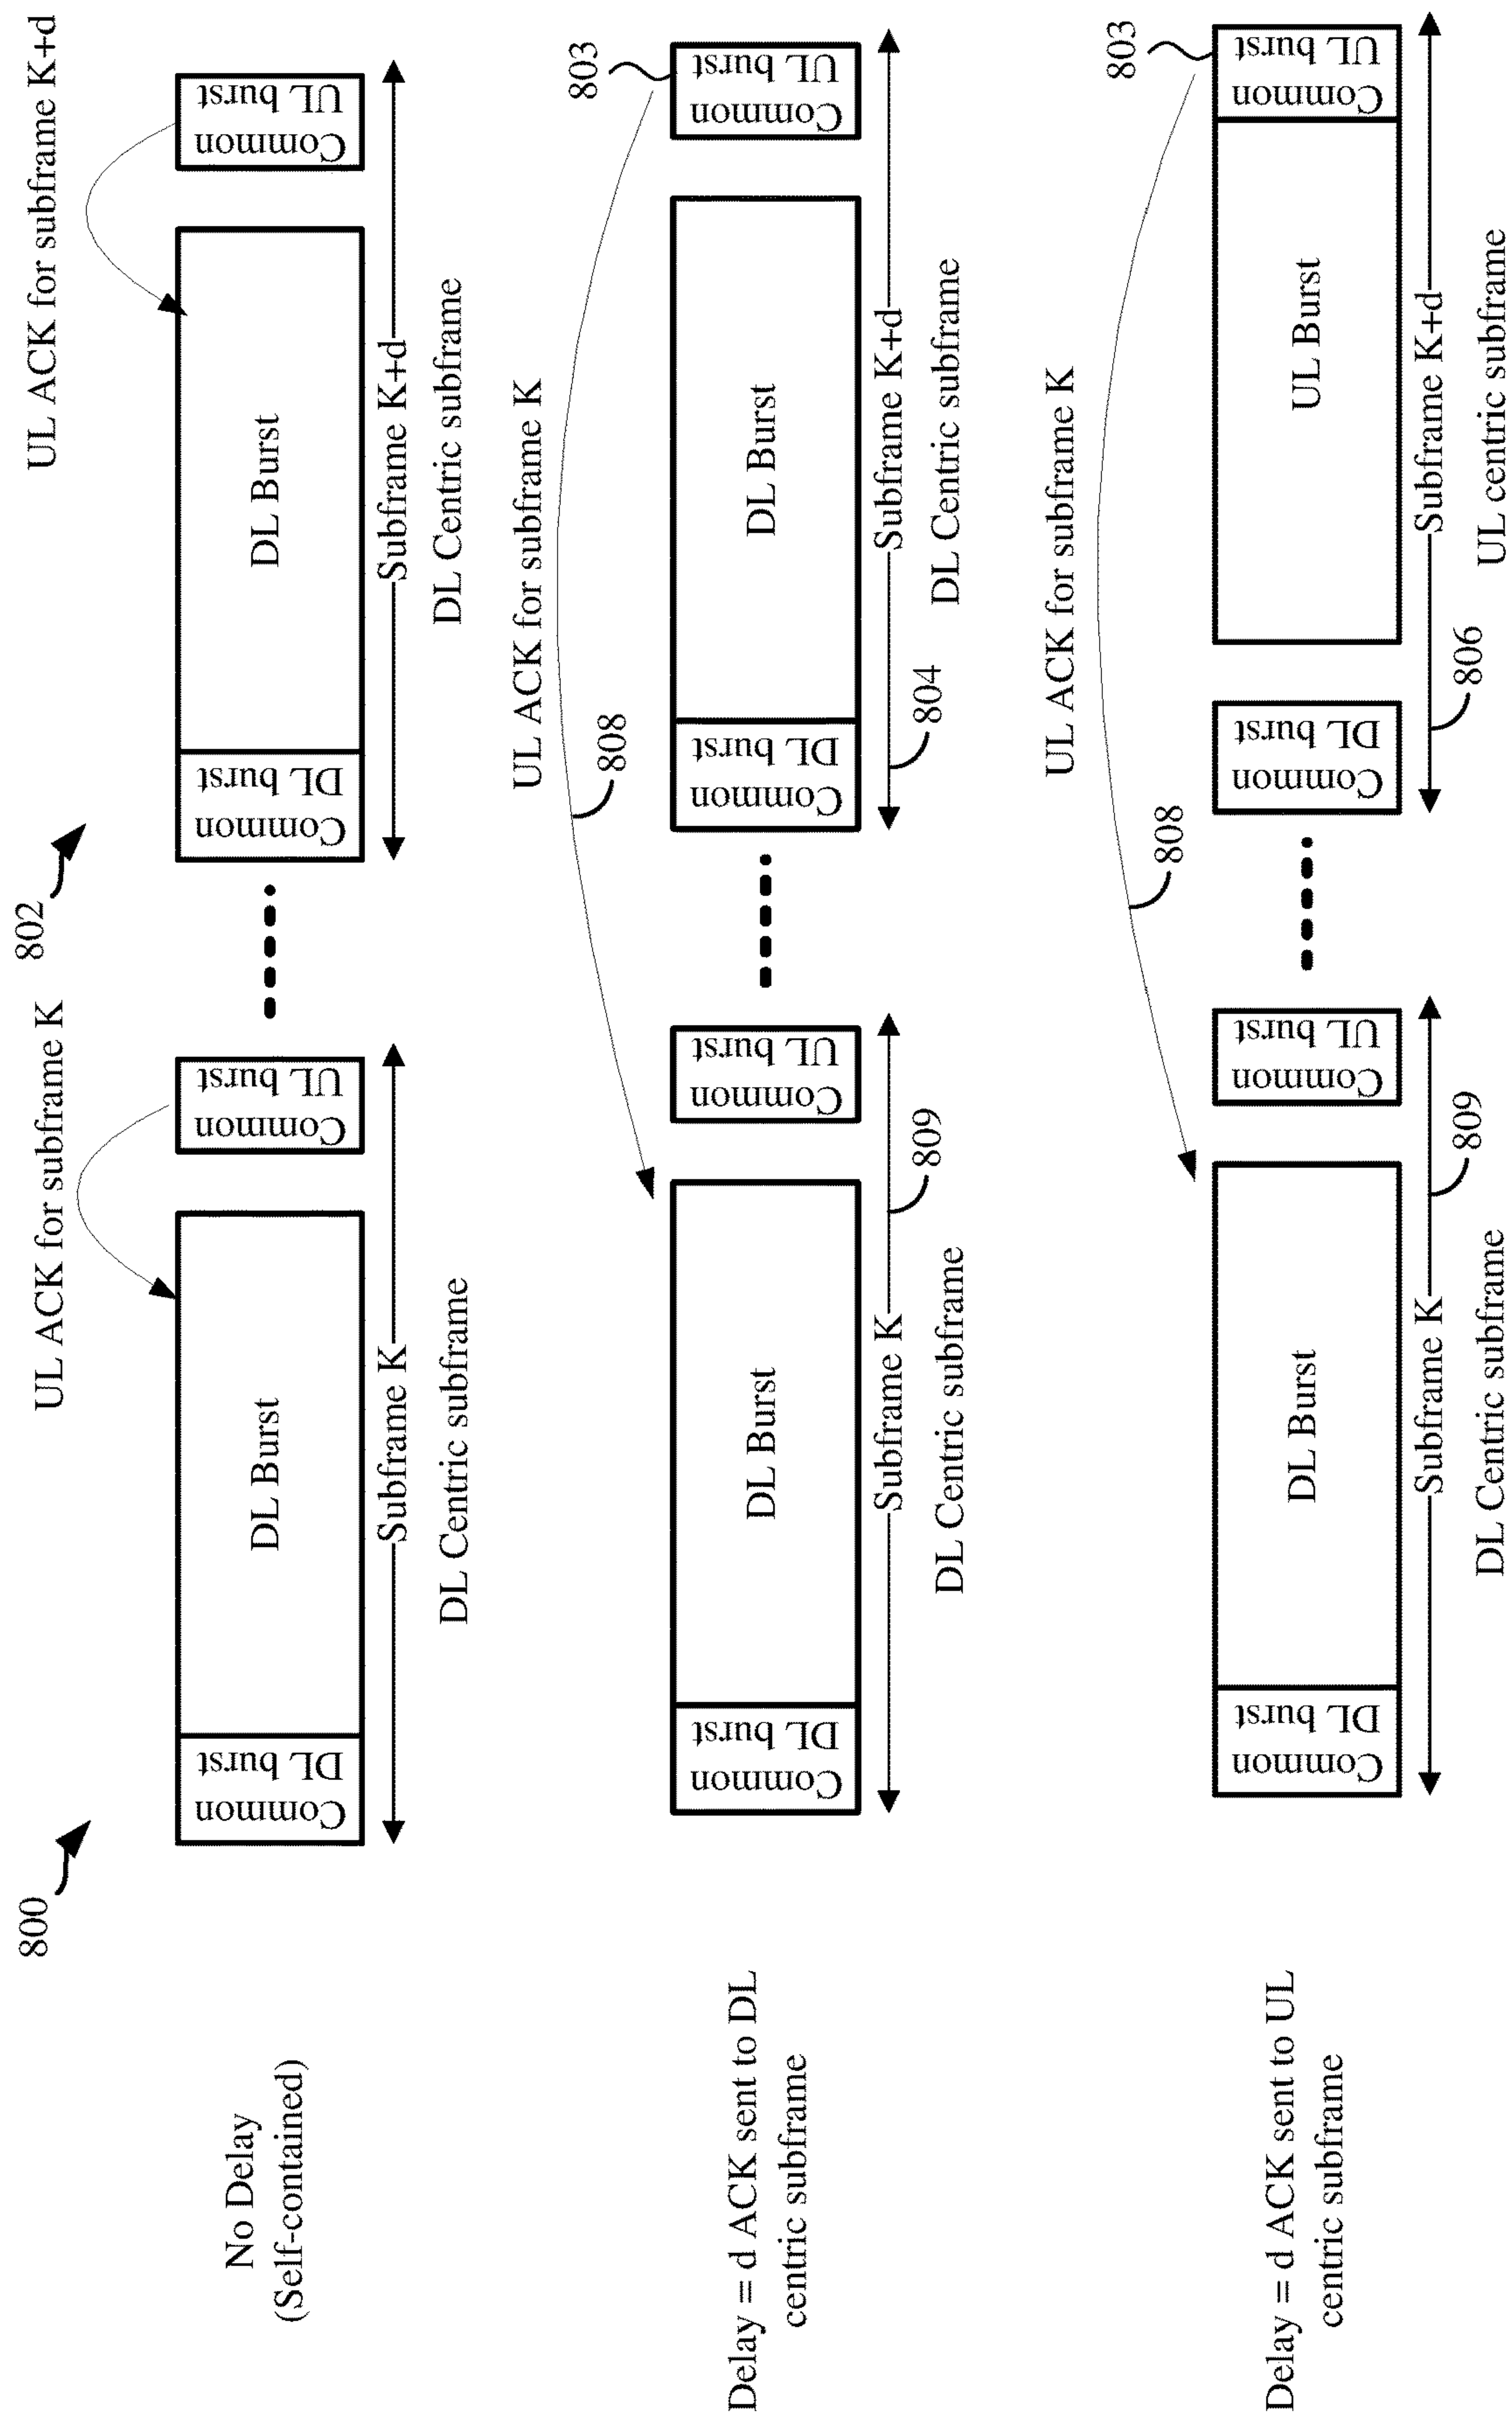 800
802
UL ACK for subframe K
UL ACK for subframe K+d
No Delay
(Self-contained)
Common
DL burst
DL Burst
Common
UL burst
Common
DL burst
DL Burst
Common
UL burst
Subframe K
Subframe K+d
DL Centric subframe
DL Centric subframe
UL ACK for subframe K
808
803
Delay = d ACK sent to DL
centric subframe
Common
DL burst
DL Burst
Common
UL burst
Common
DL burst
DL Burst
Common
UL burst
Subframe K
809
804
Subframe K+d
DL Centric subframe
DL Centric subframe
UL ACK for subframe K
808
803
Delay = d ACK sent to UL
centric subframe
Common
DL burst
DL Burst
Common
UL burst
Common
DL burst
UL Burst
Common
UL burst
Subframe K
809
806
Subframe K+d
DL Centric subframe
UL centric subframe